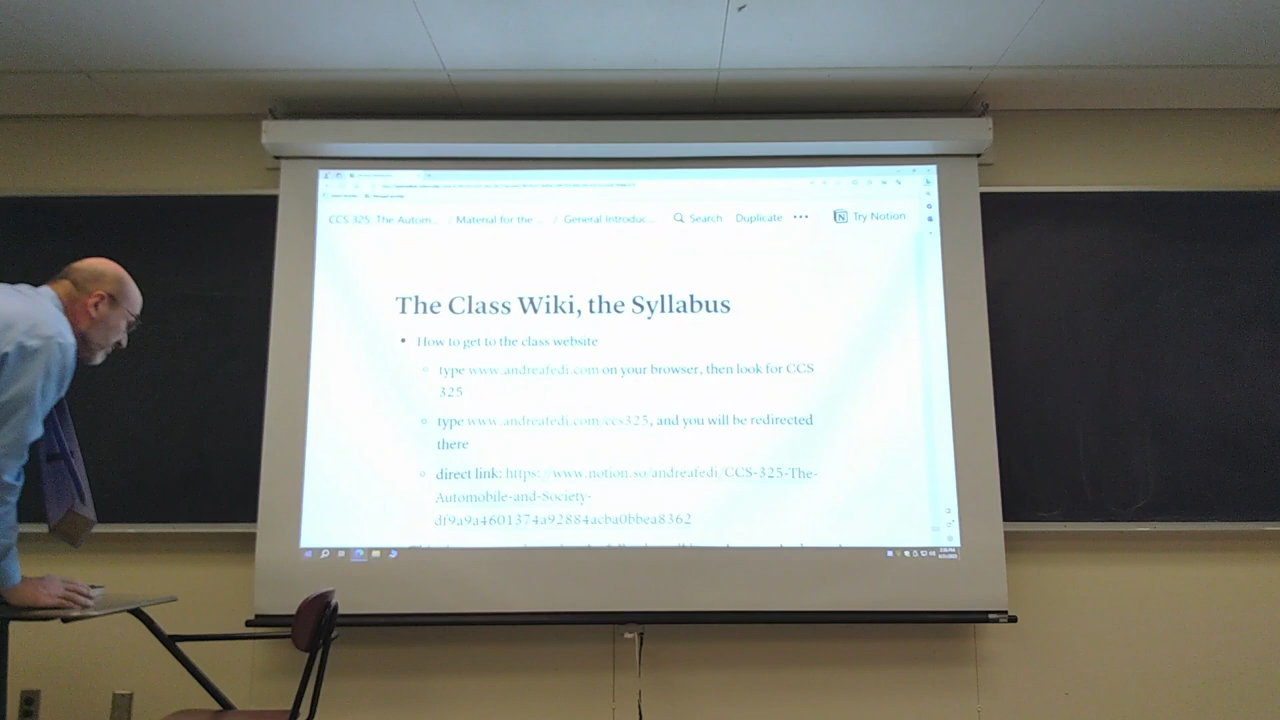 CCS 325: The Autom... / Material for the ... / General Introduc... Search Duplicate ••• Try Notion
The Class Wiki, the Syllabus
• How to get to the class website
◦ type www.andreafedi.com on your browser, then look for CCS
325
◦ type www.andreafedi.com/ccs325, and you will be redirected
there
◦ direct link: https://www.notion.so/andreafedi/CCS-325-The-
Automobile-and-Society-
df9a9a4601374a92884acba0bbea8362